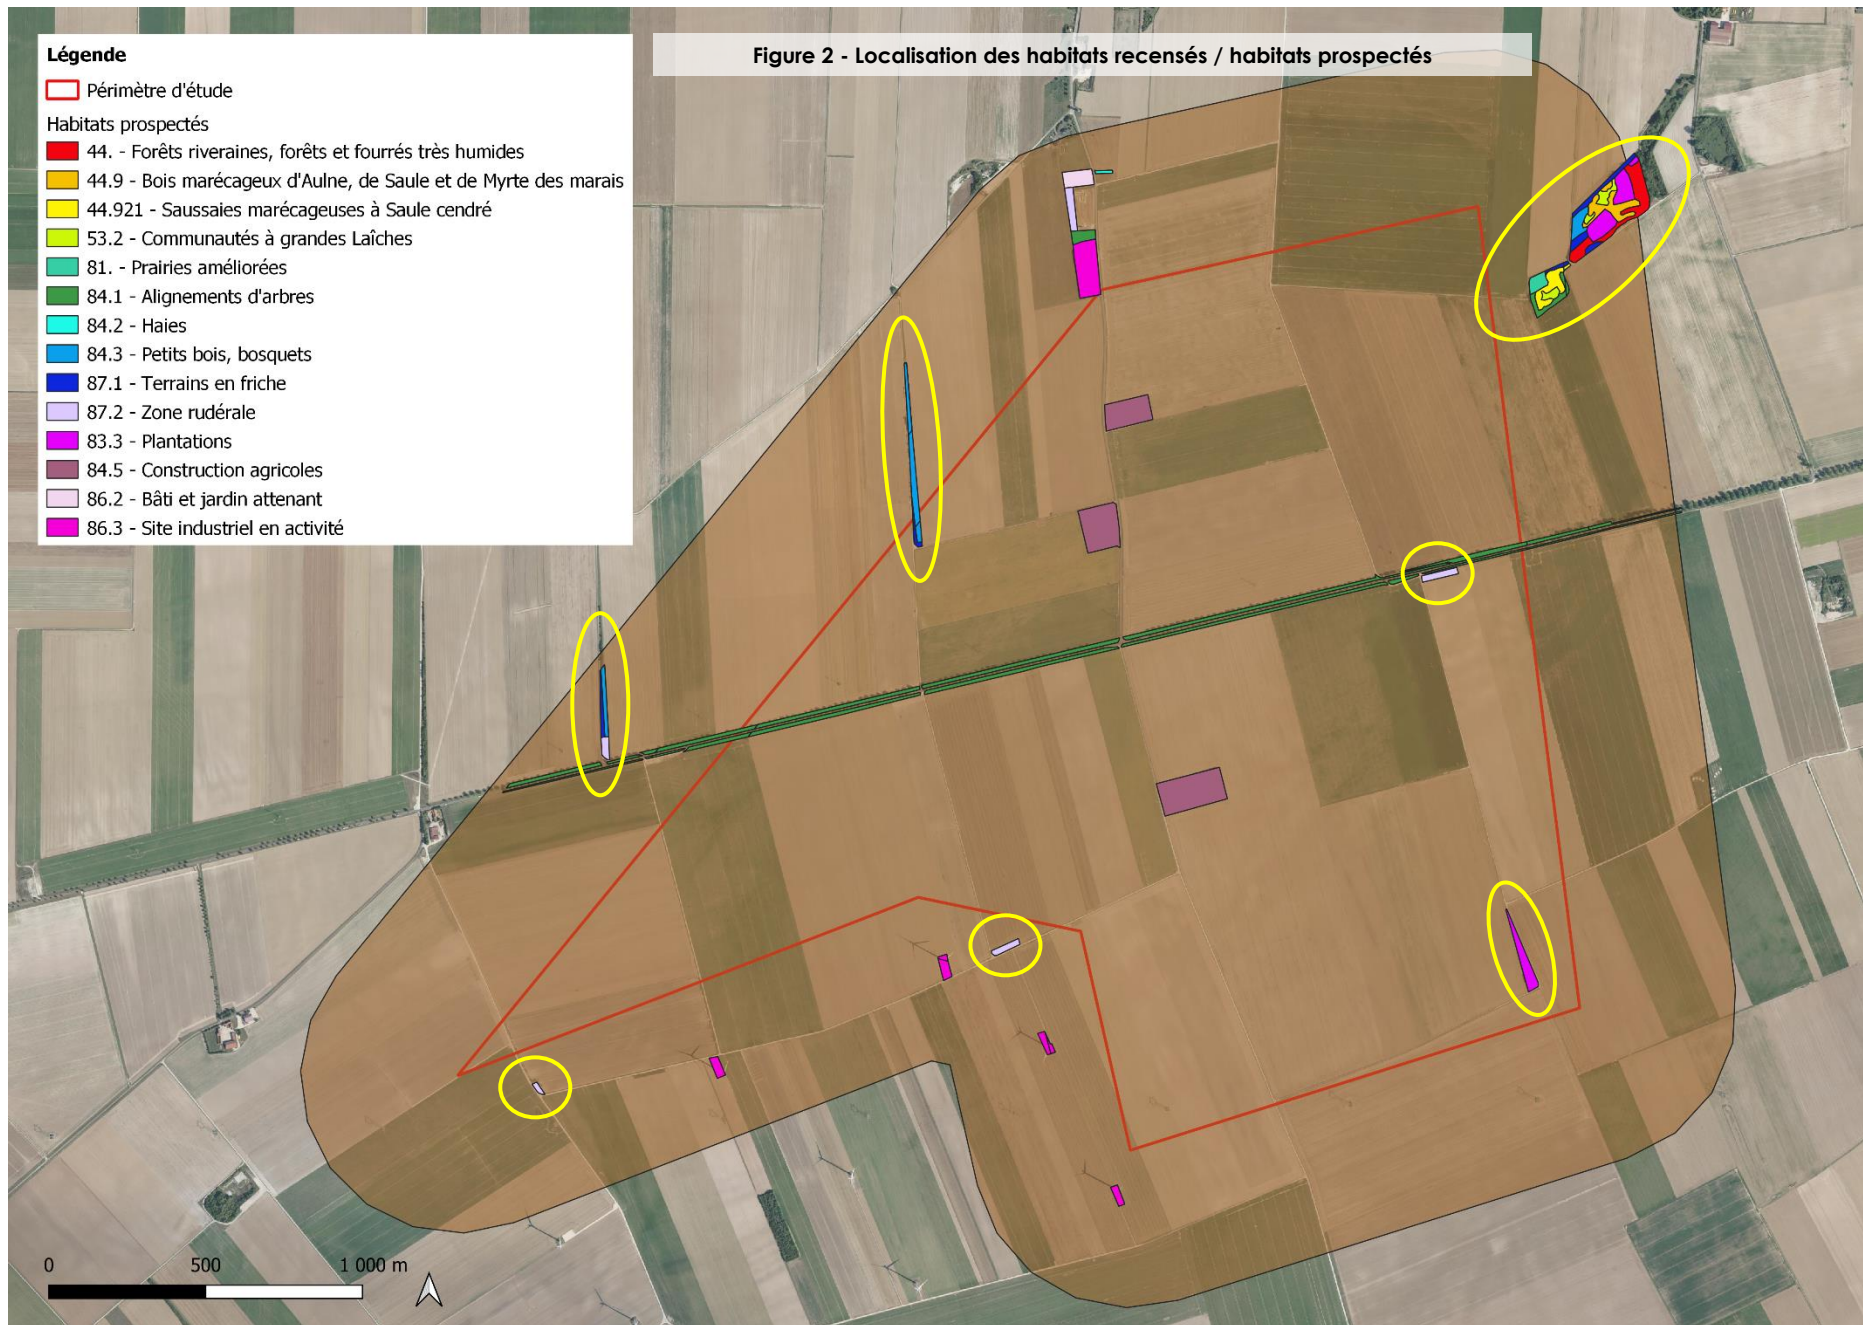 Figure 2 - Localisation des habitats recensés / habitats prospectés
Légende
Périmètre d'étude
Habitats prospectés
44. - Forêts riveraines, forêts et fourrés très humides
44.9 - Bois marécageux d'Aulne, de Saule et de Myrte des marais
44.921 - Saussaies marécageuses à Saule cendré
53.2 - Communautés à grandes Laîches
81. - Prairies améliorées
84.1 - Alignements d'arbres
84.2 - Haies
84.3 - Petits bois, bosquets
87.1 - Terrains en friche
87.2 - Zone rudérale
83.3 - Plantations
84.5 - Construction agricoles
86.2 - Bâti et jardin attenant
86.3 - Site industriel en activité
0 500 1 000 m